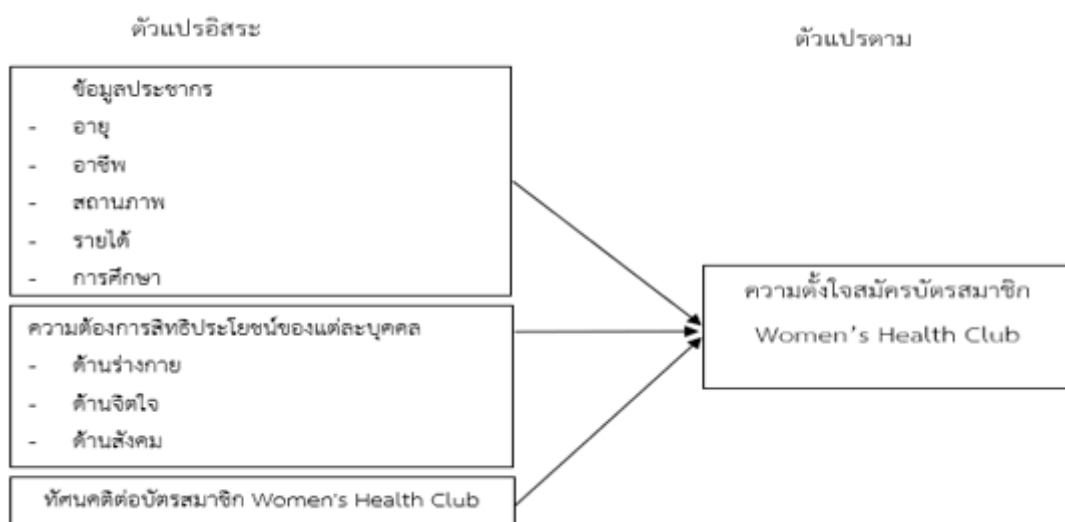 ตัวแปรอิสระ
ตัวแปรตาม
ข้อมูลประชากร
- อายุ
- อาชีพ
- สถานภาพ
- รายได้
- การศึกษา
ความต้องการสิทธิประโยชน์ของแต่ละบุคคล
- ด้านร่างกาย
- ด้านจิตใจ
- ด้านสังคม
ทัศนคติต่อบัตรสมาชิก Women's Health Club
ความตั้งใจสมัครบัตรสมาชิก
Women's Health Club